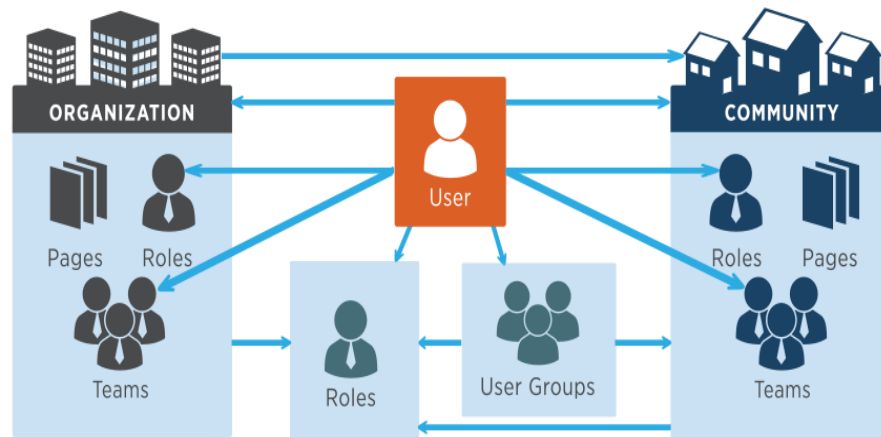 ORGANIZATION
COMMUNITY
User
Pages
Roles
Roles
Pages
Teams
Roles
User Groups
Teams